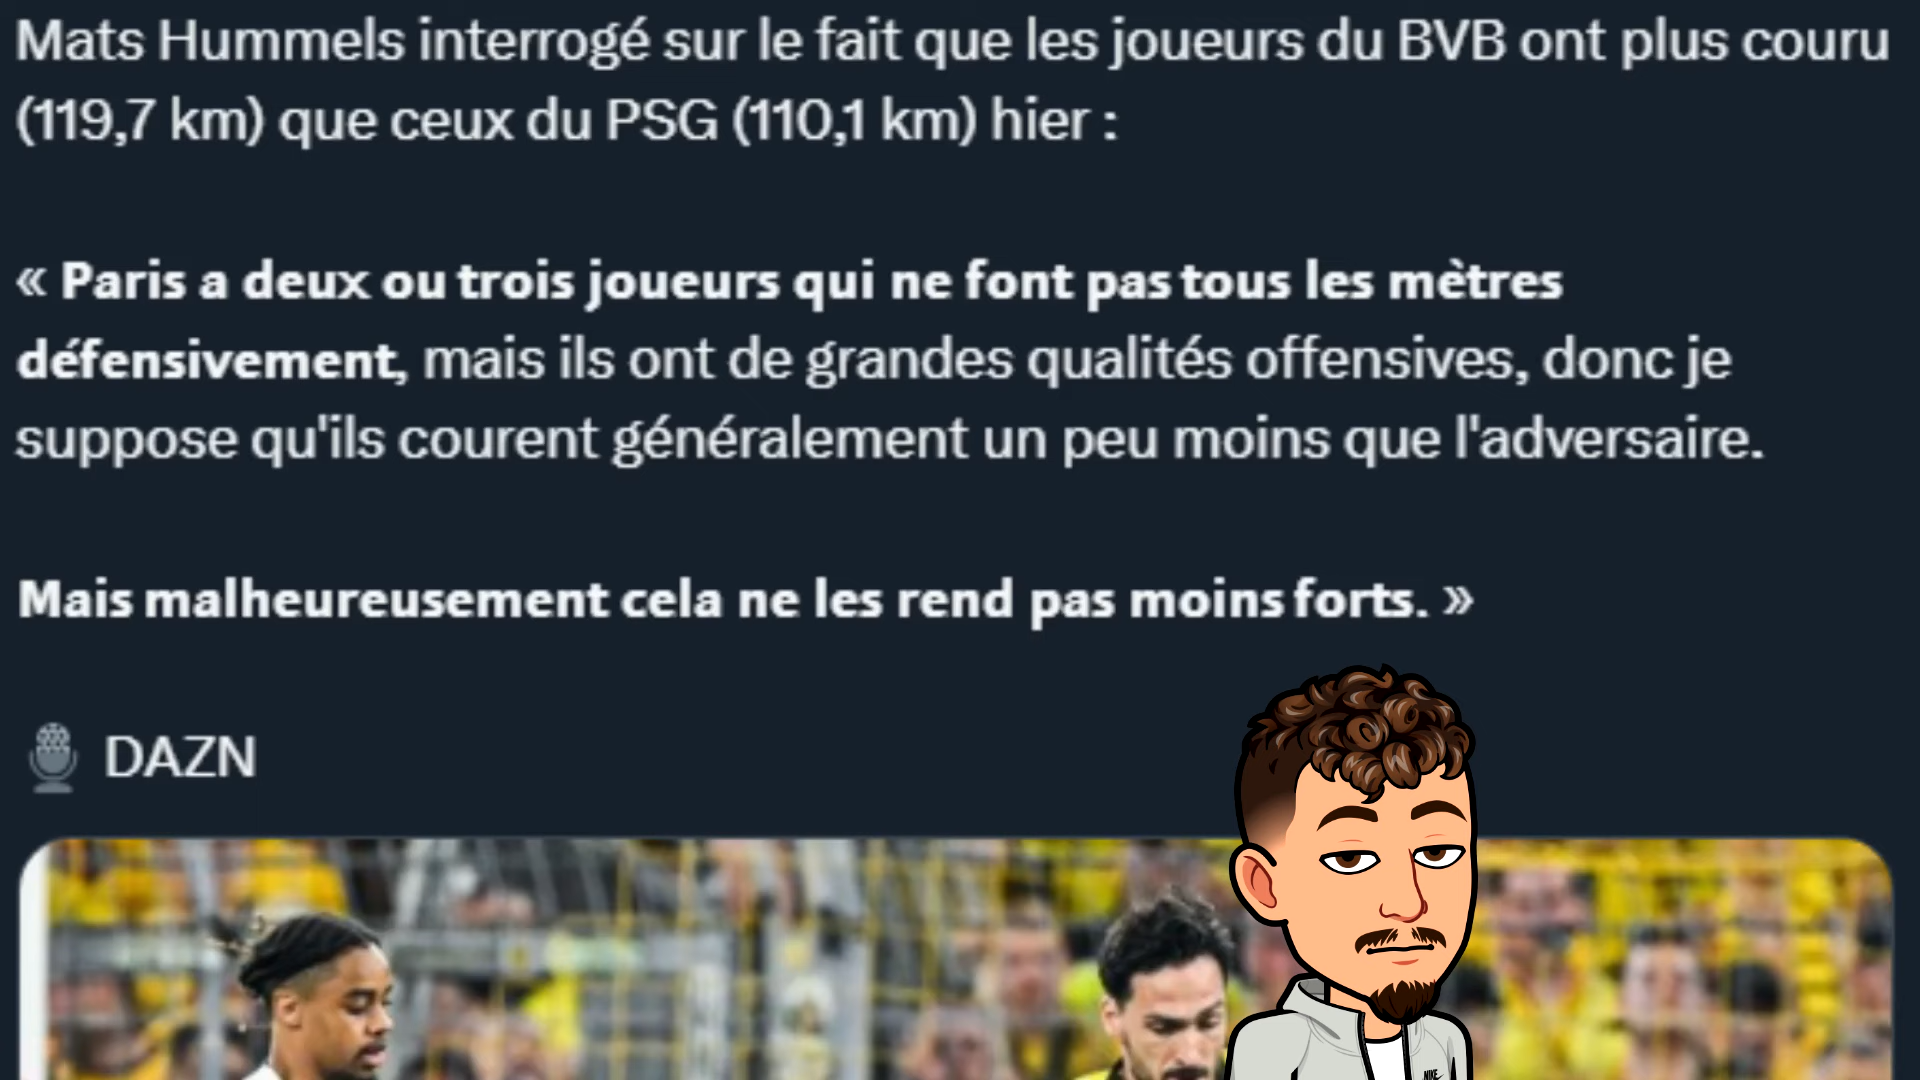 Mats Hummels interrogé sur le fait que les joueurs du BVB ont plus couru
(119,7 km) que ceux du PSG (110,1 km) hier :
« Paris a deux ou trois joueurs qui ne font pas tous les mètres
défensivement, mais ils ont de grandes qualités offensives, donc je
suppose qu'ils courent généralement un peu moins que l'adversaire.
Mais malheureusement cela ne les rend pas moins forts. »
DAZN
NIKE